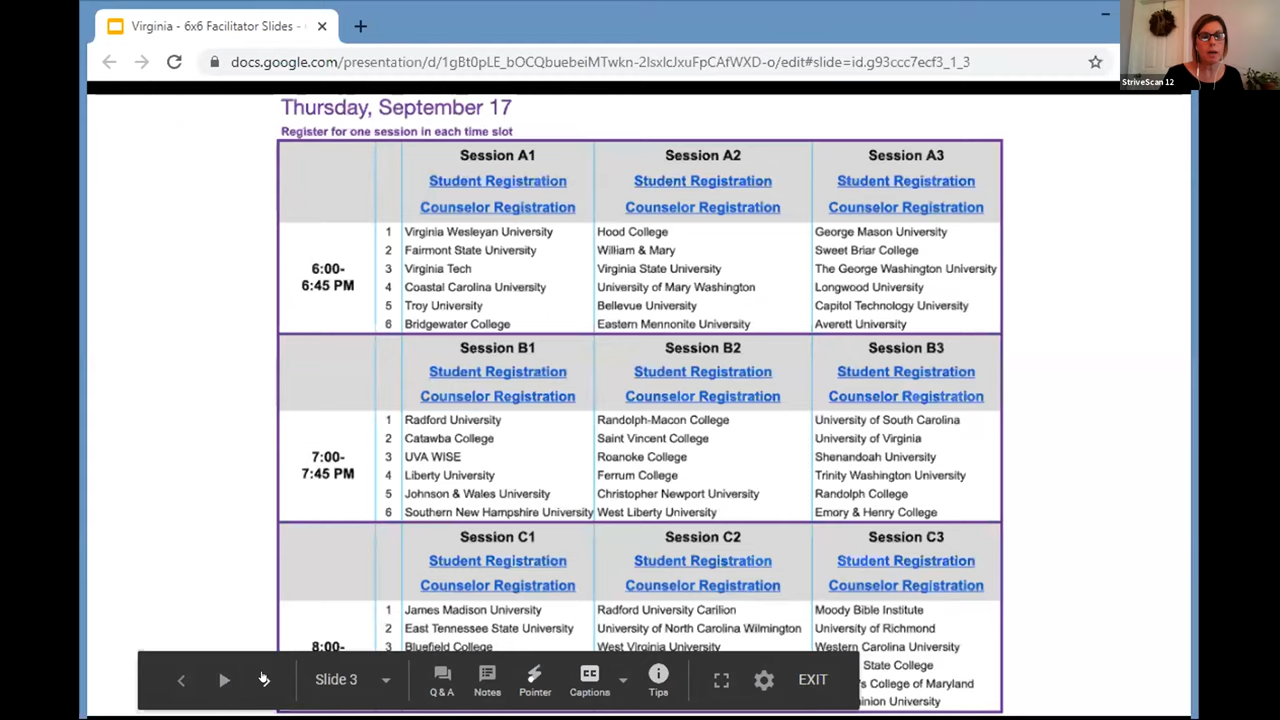 Virginia - 6x6 Facilitator Slides -
StriveScan 12
Thursday, September 17
Register for one session in each time slot
Session A1 Session A2 Session A3
Student Registration Student Registration Student Registration
Counselor Registration Counselor Registration Counselor Registration
6:00-
6:45 PM
1 Virginia Wesleyan University Hood College George Mason University
2 Fairmont State University William & Mary Sweet Briar College
3 Virginia Tech Virginia State University The George Washington University
4 Coastal Carolina University University of Mary Washington Longwood University
5 Troy University Bellevue University Capitol Technology University
6 Bridgewater College Eastern Mennonite University Averett University
Session B1 Session B2 Session B3
Student Registration Student Registration Student Registration
Counselor Registration Counselor Registration Counselor Registration
7:00-
7:45 PM
1 Radford University Randolph-Macon College University of South Carolina
2 Catawba College Saint Vincent College University of Virginia
3 UVA WISE Roanoke College Shenandoah University
4 Liberty University Ferrum College Trinity Washington University
5 Johnson & Wales University Christopher Newport University Randolph College
6 Southern New Hampshire University West Liberty University Emory & Henry College
Session C1 Session C2 Session C3
Student Registration Student Registration Student Registration
Counselor Registration Counselor Registration Counselor Registration
8:00-
1 James Madison University Radford University Carilion Moody Bible Institute
2 East Tennessee State University University of North Carolina Wilmington University of Richmond
3 Bluefield College West Virginia University Western Carolina University
State College
's College of Maryland
inion University
Slide 3 Q & A Notes Pointer Captions Tips EXIT